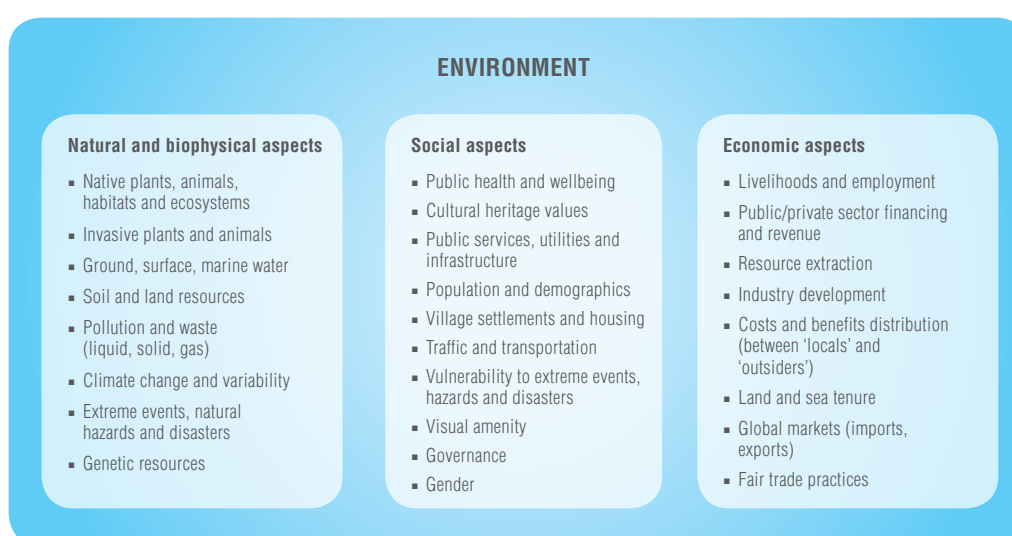 ENVIRONMENT
Natural and biophysical aspects
▪ Native plants, animals,
habitats and ecosystems
▪ Invasive plants and animals
▪ Ground, surface, marine water
▪ Soil and land resources
▪ Pollution and waste
(liquid, solid, gas)
▪ Climate change and variability
▪ Extreme events, natural
hazards and disasters
▪ Genetic resources
Social aspects
▪ Public health and wellbeing
▪ Cultural heritage values
▪ Public services, utilities and
infrastructure
▪ Population and demographics
▪ Village settlements and housing
▪ Traffic and transportation
▪ Vulnerability to extreme events,
hazards and disasters
▪ Visual amenity
▪ Governance
▪ Gender
Economic aspects
▪ Livelihoods and employment
▪ Public/private sector financing
and revenue
▪ Resource extraction
▪ Industry development
▪ Costs and benefits distribution
(between ‘locals’ and
‘outsiders’)
▪ Land and sea tenure
▪ Global markets (imports,
exports)
▪ Fair trade practices